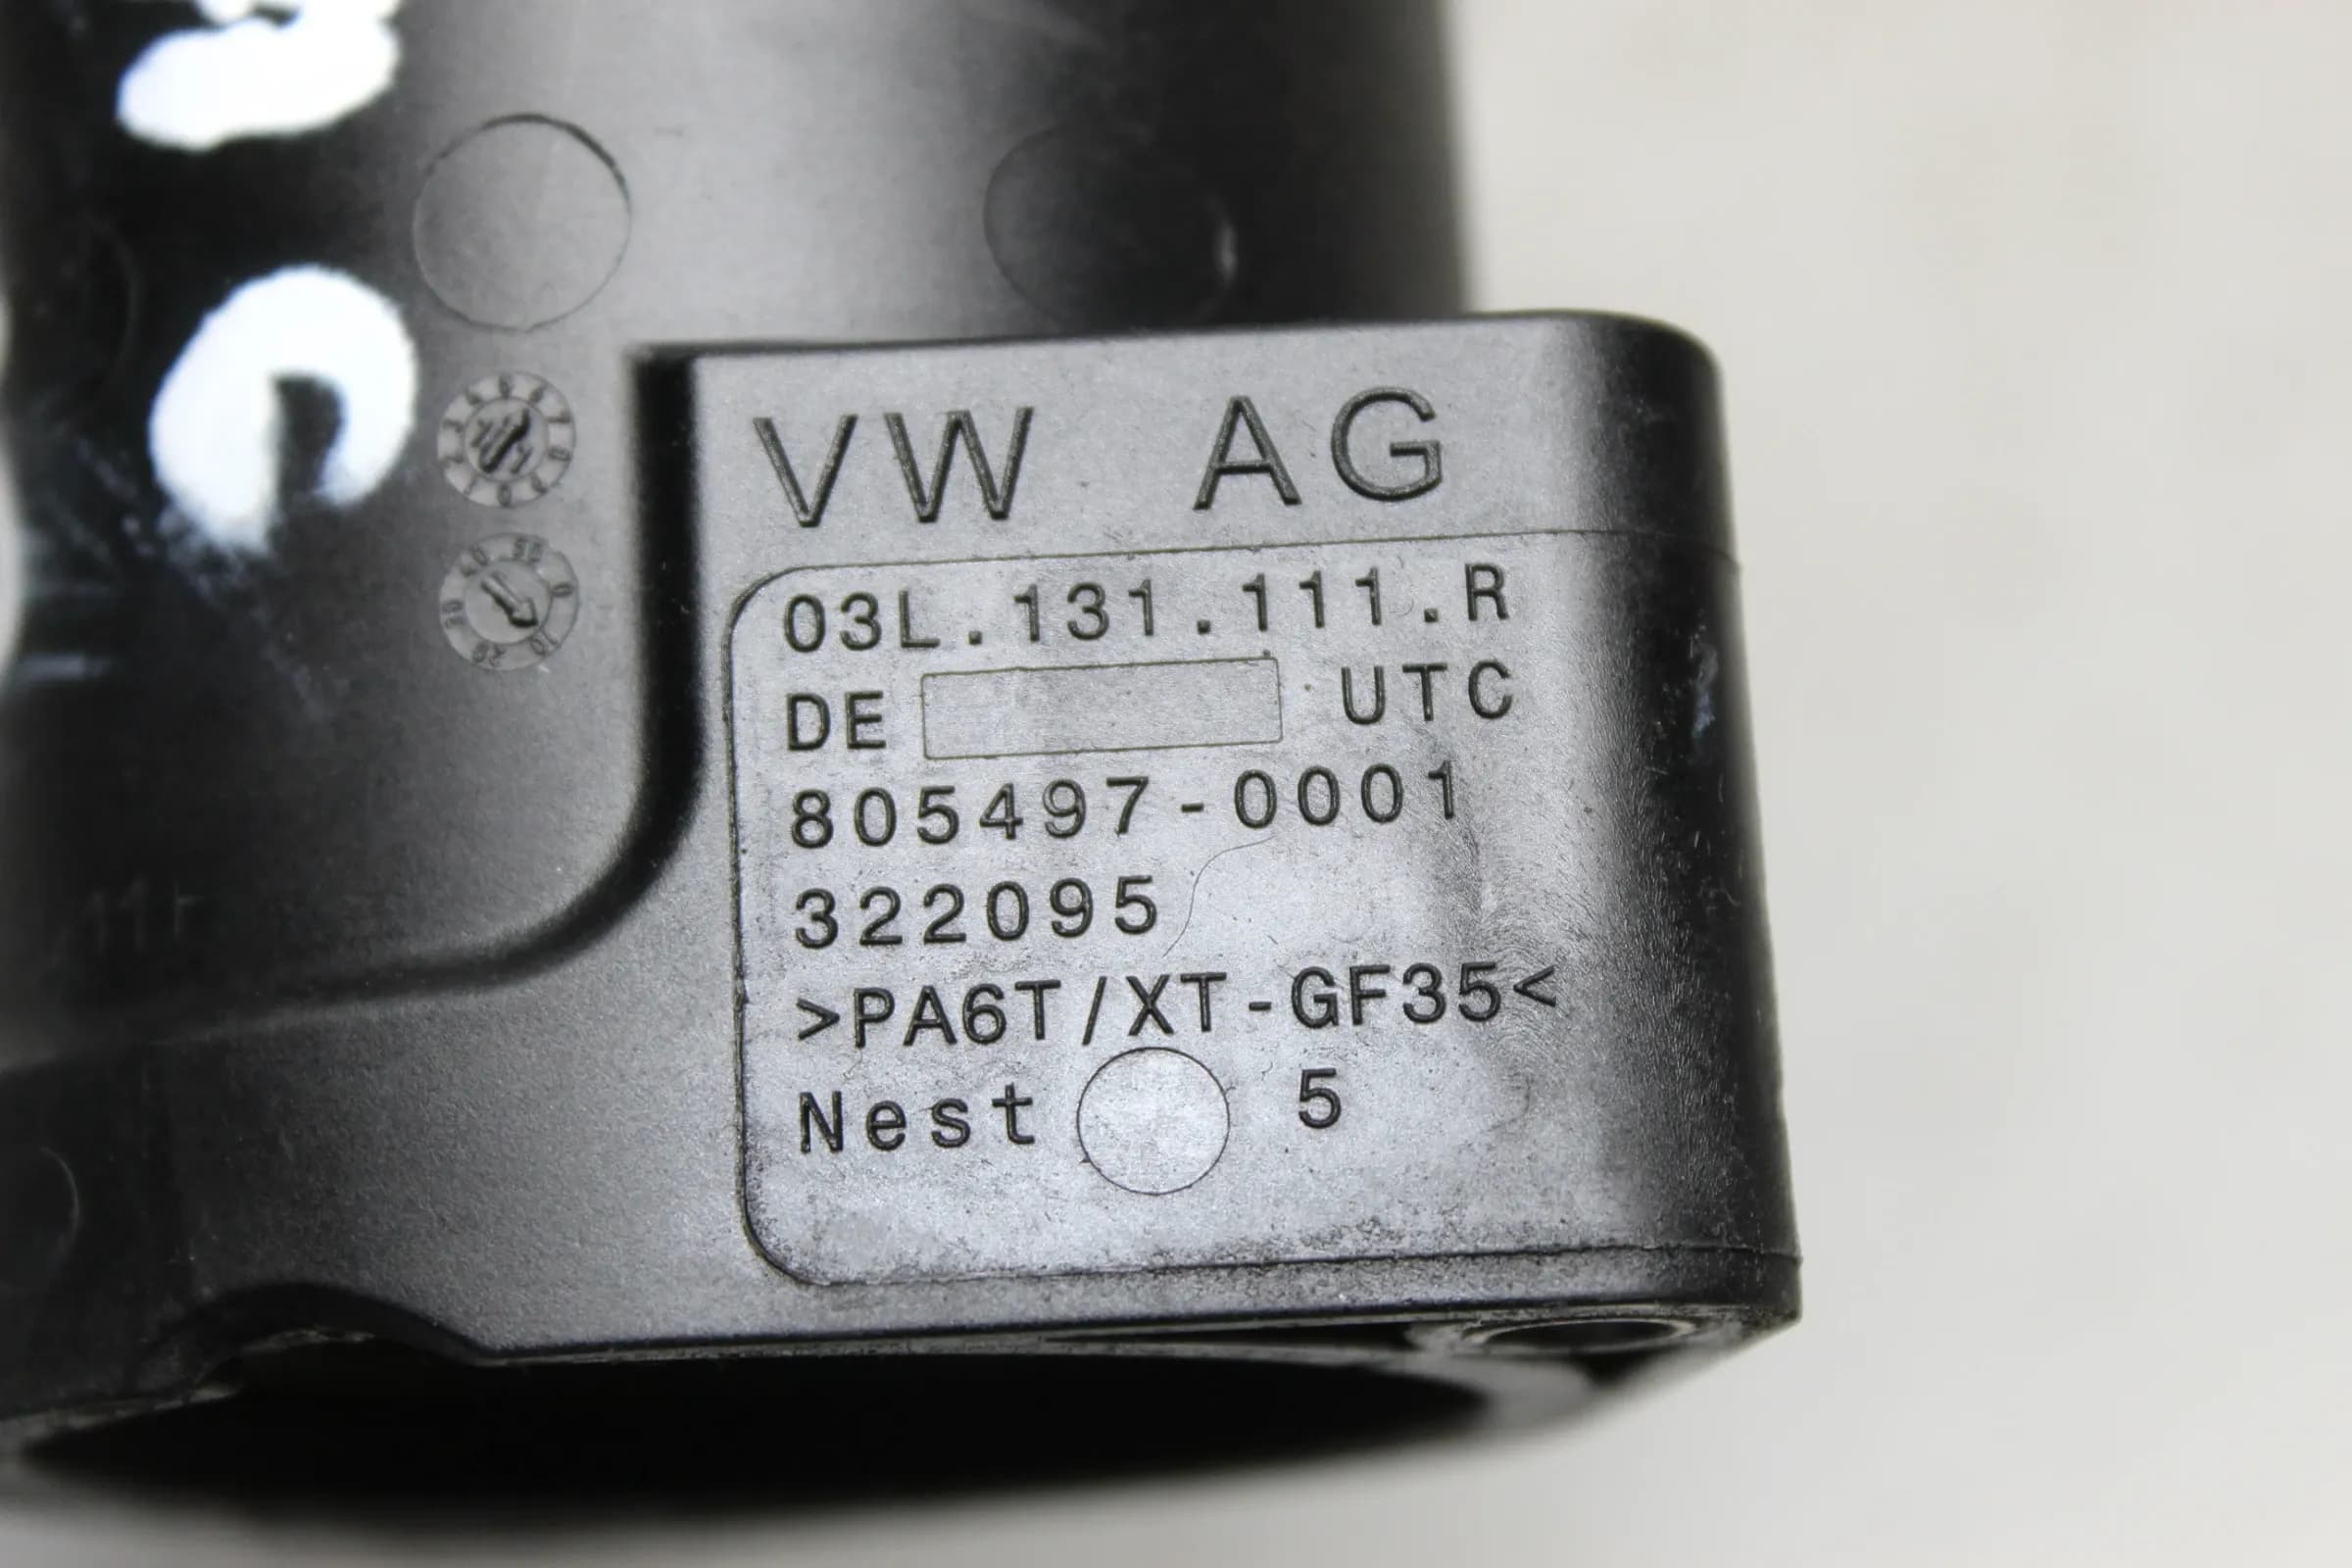 VW AG
03L.131.111.R
DE UTC
805497-0001
322095
>PA6T/XT-GF35<
Nest 5